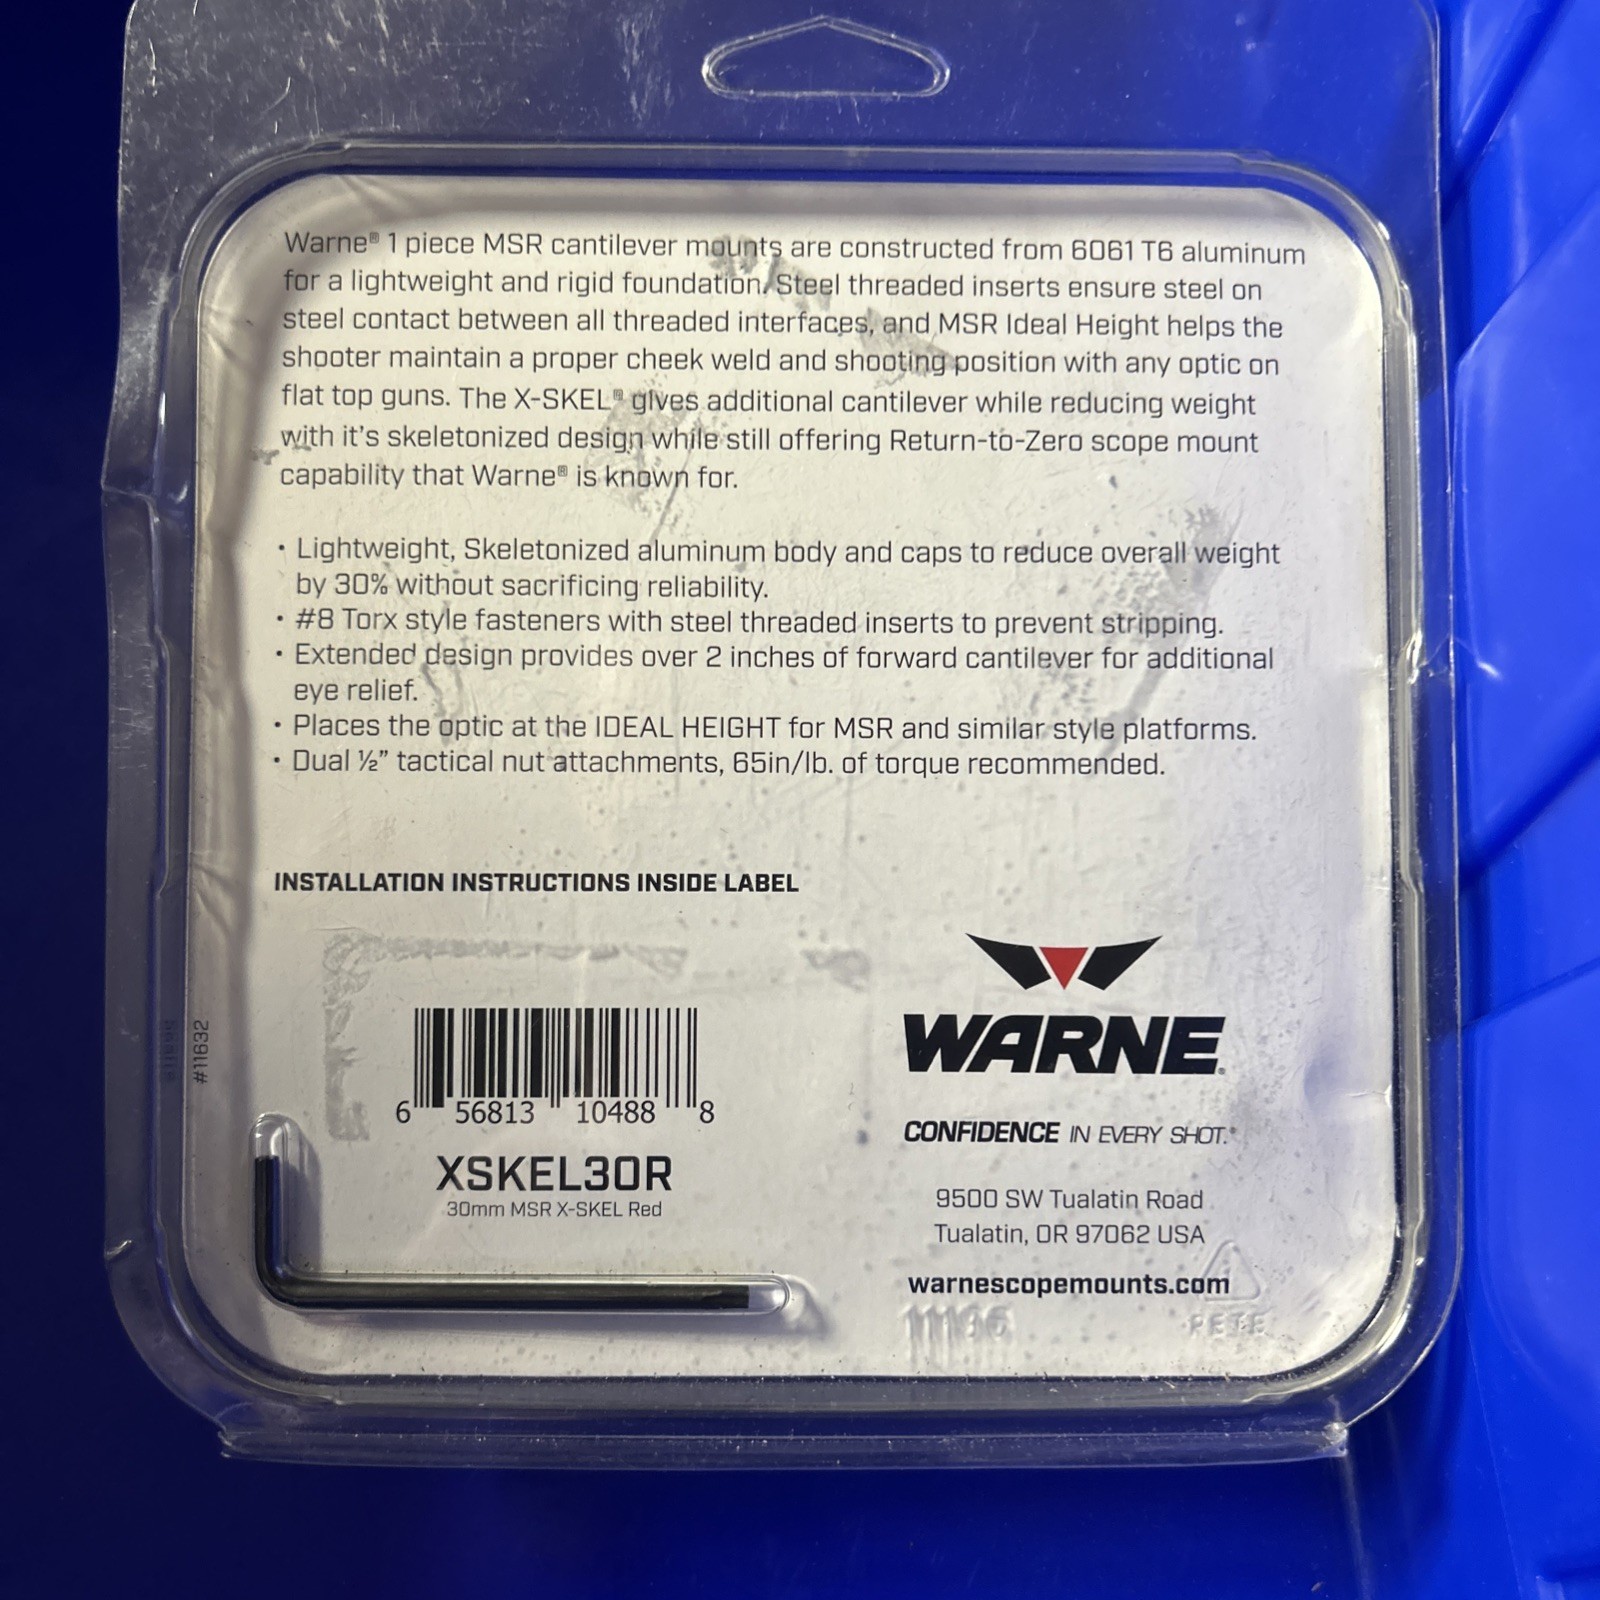 Warne® 1 piece MSR cantilever mounts are constructed from 6061 T6 aluminum
for a lightweight and rigid foundation. Steel threaded inserts ensure steel on
steel contact between all threaded interfaces, and MSR Ideal Height helps the
shooter maintain a proper cheek weld and shooting position with any optic on
flat top guns. The X-SKEL® gives additional cantilever while reducing weight
with it's skeletonized design while still offering Return-to-Zero scope mount
capability that Warne® is known for.
• Lightweight, Skeletonized aluminum body and caps to reduce overall weight
by 30% without sacrificing reliability.
• #8 Torx style fasteners with steel threaded inserts to prevent stripping.
• Extended design provides over 2 inches of forward cantilever for additional
eye relief.
• Places the optic at the IDEAL HEIGHT for MSR and similar style platforms.
• Dual ½” tactical nut attachments, 65in/lb. of torque recommended.
INSTALLATION INSTRUCTIONS INSIDE LABEL
#11632
6 56813 10488 8
XSKEL30R
30mm MSR X-SKEL Red
WARNE
CONFIDENCE IN EVERY SHOT.®
9500 SW Tualatin Road
Tualatin, OR 97062 USA
warnescopemounts.com
PETE